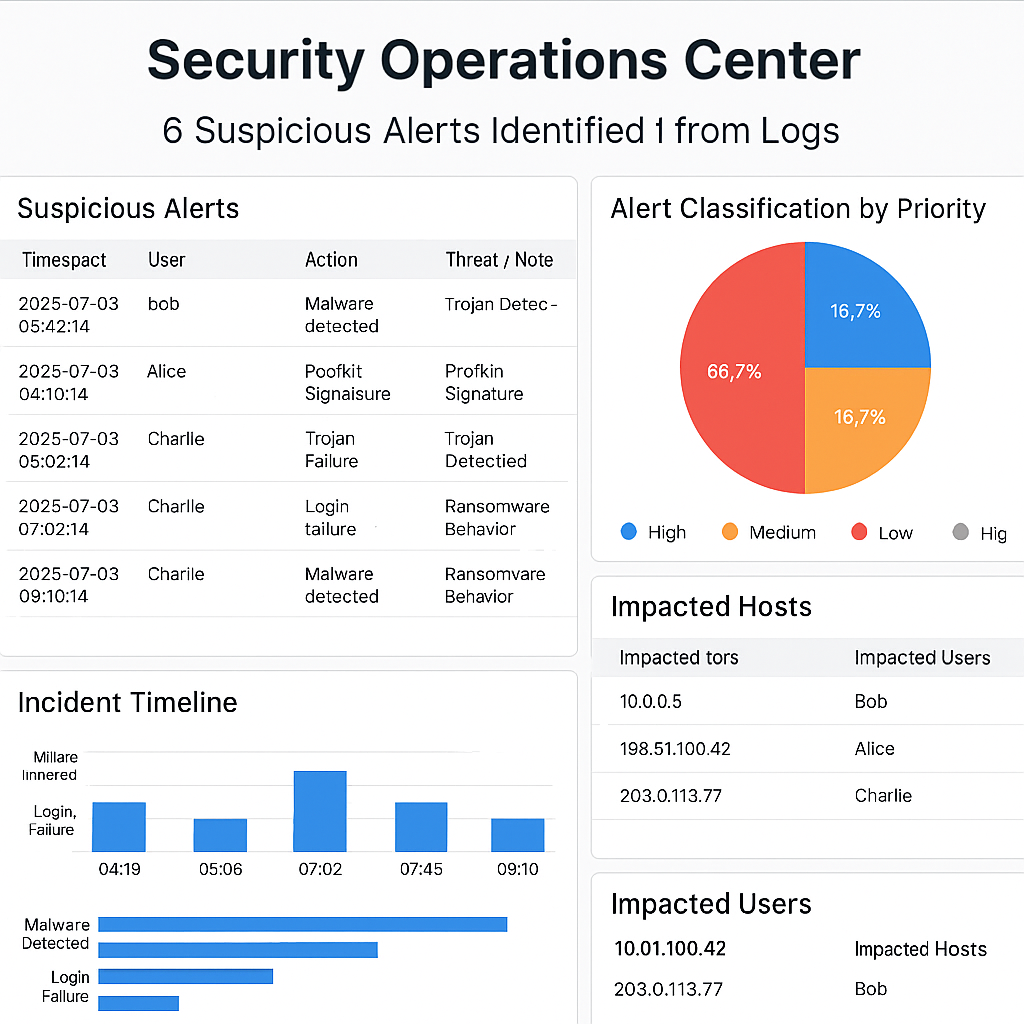 Security Operations Center
6 Suspicious Alerts Identified 1 from Logs
Suspicious Alerts
Timespact User Action Threat / Note
2025-07-03 bob Malware Trojan Detec-
05:42:14 detected
2025-07-03 Alice Poofkit Profkin
04:10:14 Signaisure Signature
2025-07-03 Charlle Trojan Trojan
05:02:14 Failure Detectied
2025-07-03 Charlle Login Ransomware
07:02:14 tailure Behavior
2025-07-03 Charile Malware Ransomvare
09:10:14 detected Behavior
Alert Classification by Priority
16,7%
66,7%
16,7%
High Medium Low Hig
Impacted Hosts
Impacted tors Impacted Users
10.0.0.5 Bob
198.51.100.42 Alice
203.0.113.77 Charlie
Incident Timeline
Millare
linnered
Login,
Faiiure
04:19 05:06 07:02 07:45 09:10
Malware
Detected
Login
Fallure
Impacted Users
10.01.100.42 Impacted Hosts
203.0.113.77 Bob